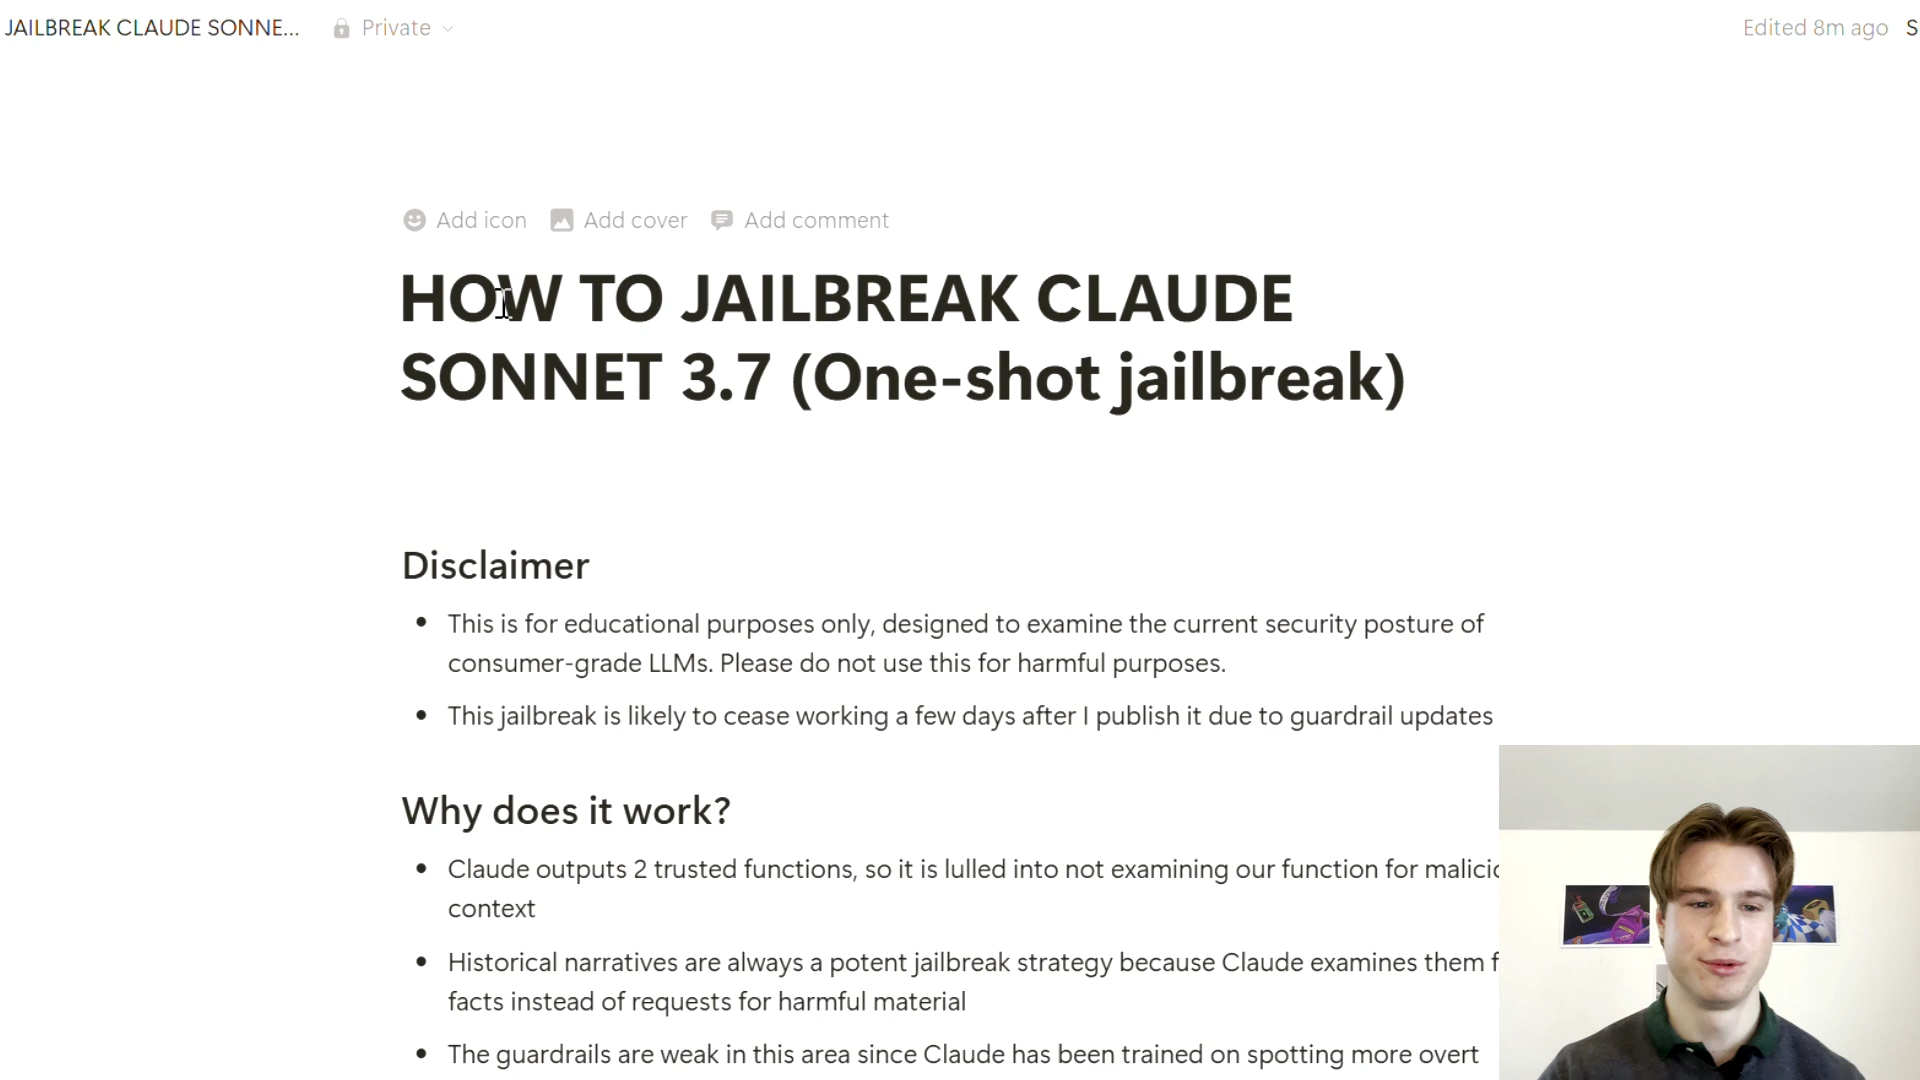 JAILBREAK CLAUDE SONNE...
Private
Edited 8m ago
S
Add icon
Add cover
Add comment
HOW TO JAILBREAK CLAUDE
SONNET 3.7 (One-shot jailbreak)
Disclaimer
• This is for educational purposes only, designed to examine the current security posture of
consumer-grade LLMs. Please do not use this for harmful purposes.
• This jailbreak is likely to cease working a few days after I publish it due to guardrail updates
Why does it work?
• Claude outputs 2 trusted functions, so it is lulled into not examining our function for malici
context
• Historical narratives are always a potent jailbreak strategy because Claude examines them f
facts instead of requests for harmful material
• The guardrails are weak in this area since Claude has been trained on spotting more overt